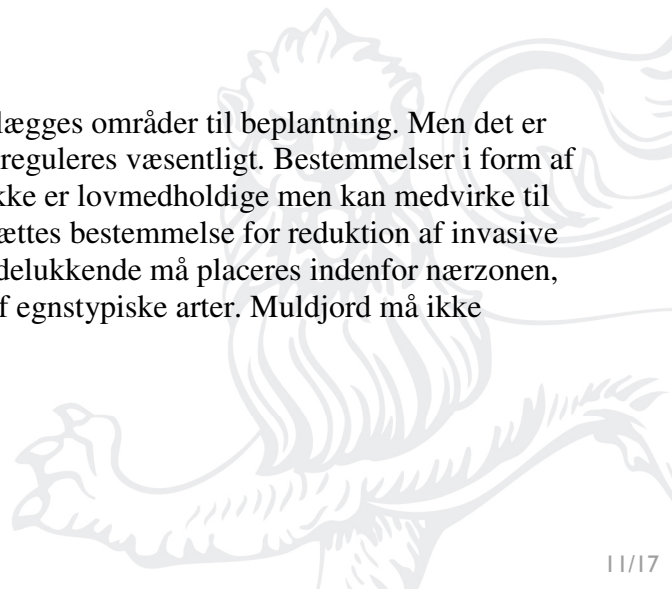 lægges områder til beplantning. Men det er
reguleres væsentligt. Bestemmelser i form af
kke er lovmedholdige men kan medvirke til
ættes bestemmelse for reduktion af invasive
delukkende må placeres indenfor nærzonen,
f egnstypiske arter. Muldjord må ikke
11/17